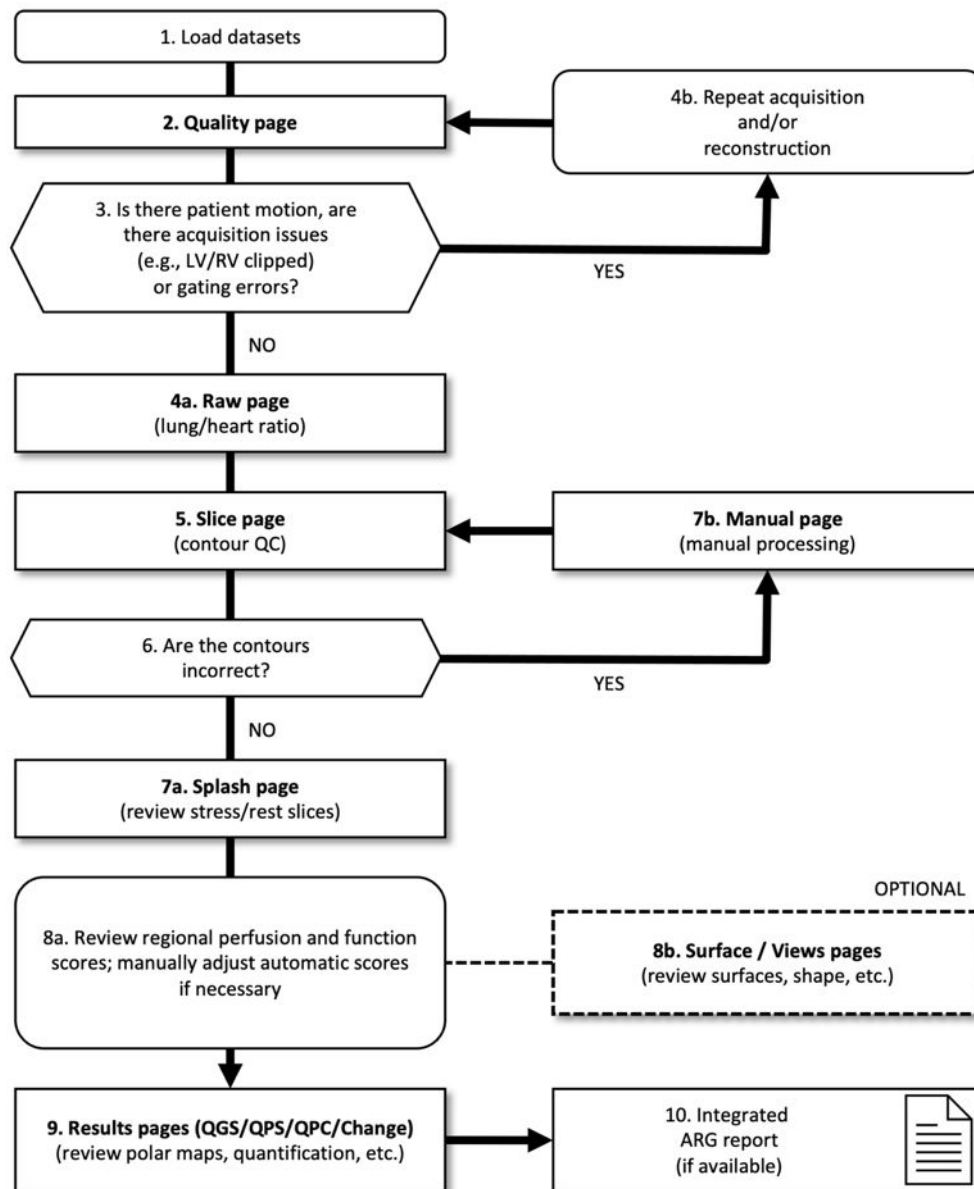 1. Load datasets
2. Quality page
4b. Repeat acquisition
and/or
reconstruction
3. Is there patient motion, are
there acquisition issues
(e.g., LV/RV clipped)
or gating errors?
YES
NO
4a. Raw page
(lung/heart ratio)
5. Slice page
(contour QC)
7b. Manual page
(manual processing)
6. Are the contours
incorrect?
YES
NO
7a. Splash page
(review stress/rest slices)
OPTIONAL
8a. Review regional perfusion and function
scores; manually adjust automatic scores
if necessary
8b. Surface / Views pages
(review surfaces, shape, etc.)
9. Results pages (QGS/QPS/QPC/Change)
(review polar maps, quantification, etc.)
10. Integrated
ARG report
(if available)